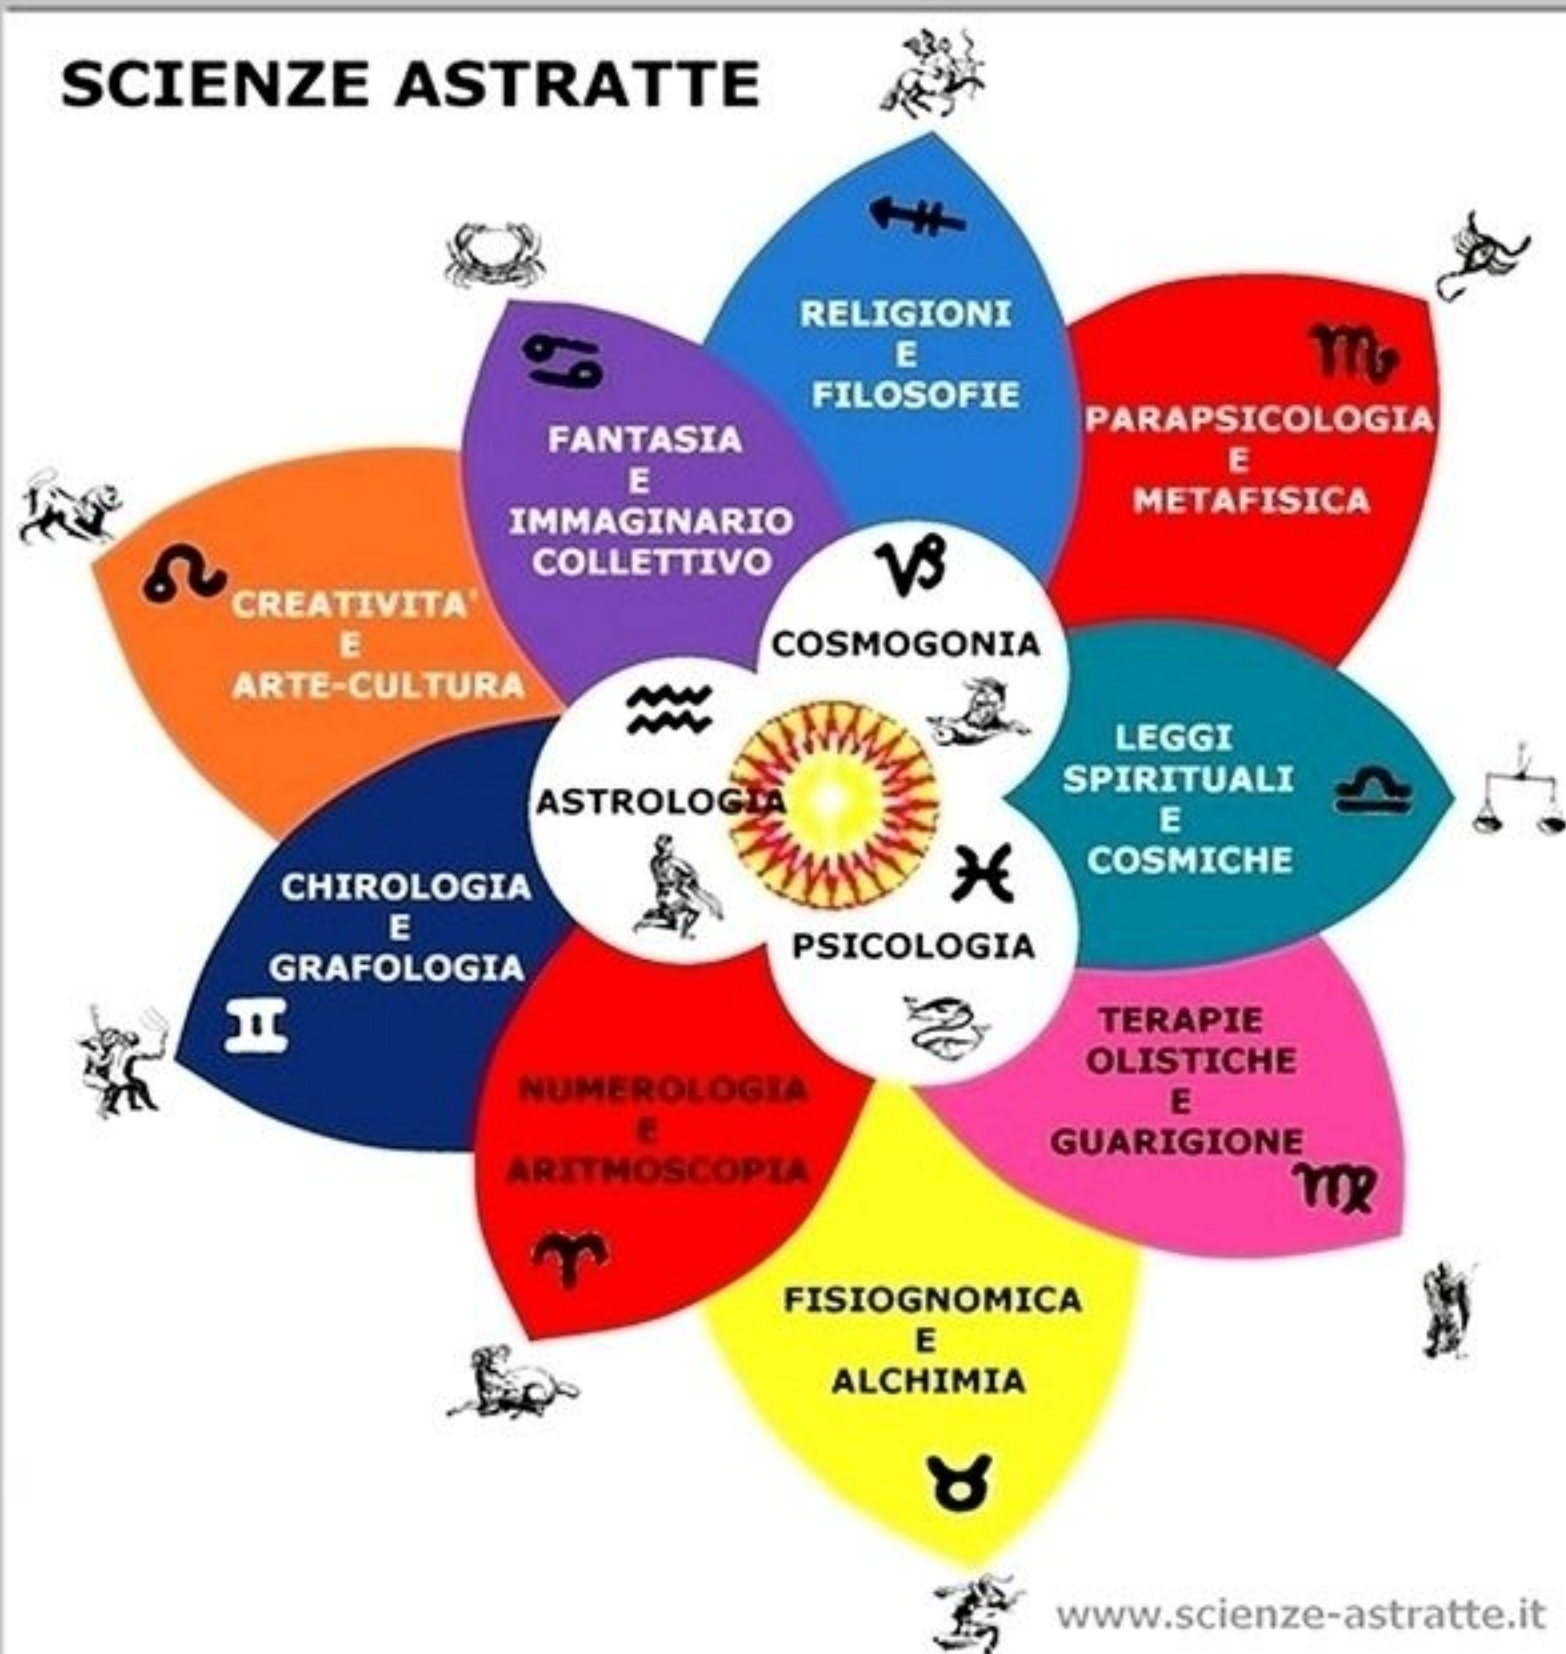 SCIENZE ASTRATTE
RELIGIONI
E
FILOSOFIE
PARAPSICOLOGIA
E
METAFISICA
FANTASIA
E
IMMAGINARIO
COLLETTIVO
CREATIVITA'
E
ARTE-CULTURA
COSMOGONIA
LEGGI
SPIRITUALI
E
COSMICHE
ASTROLOGIA
CHIROLOGIA
E
GRAFOLOGIA
PSICOLOGIA
TERAPIE
OLISTICHE
E
GUARIGIONE
NUMEROLOGIA
E
ARITMOSCOPIA
FISIOGNOMICA
E
ALCHIMIA
www.scienze-astratte.it